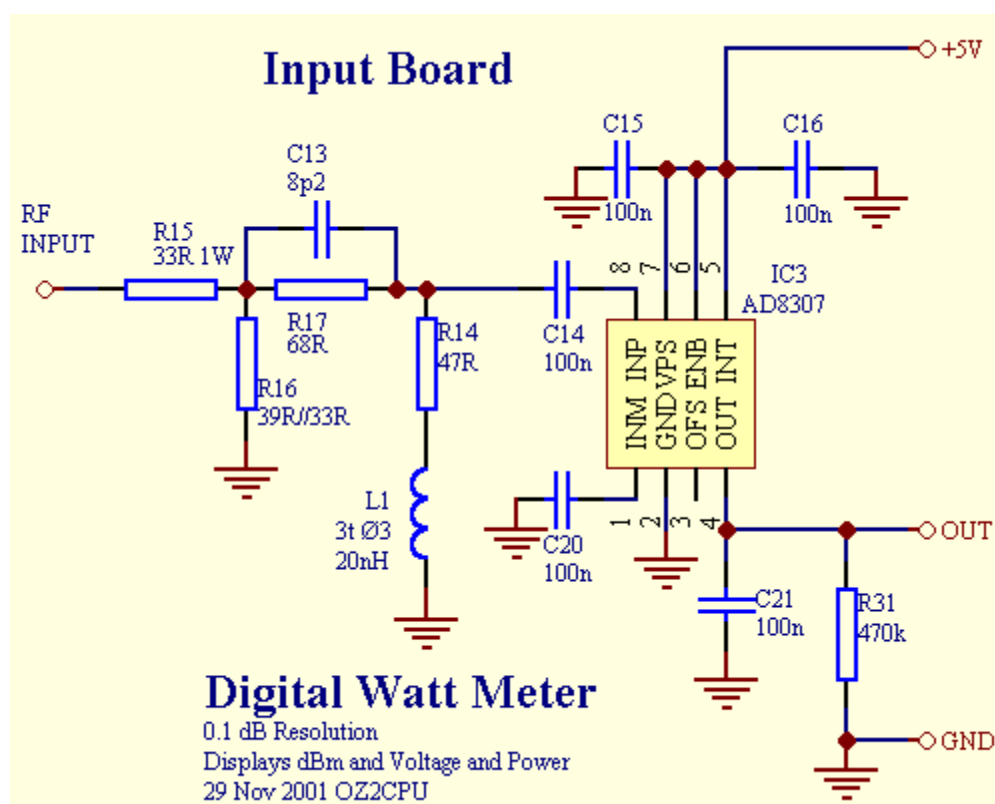 Input Board
+5V
C15
100n
C16
100n
C13
8p2
RF
INPUT
R15
33R 1W
R17
68R
R16
39R//33R
R14
47R
C14
100n
IC3
AD8307
8
7
6
5
INM INP
GND VPS
OFS ENB
OUT INT
1
2
3
4
L1
3t Ø3
20nH
C20
100n
OUT
C21
100n
R31
470k
GND
Digital Watt Meter
0.1 dB Resolution
Displays dBm and Voltage and Power
29 Nov 2001 OZ2CPU